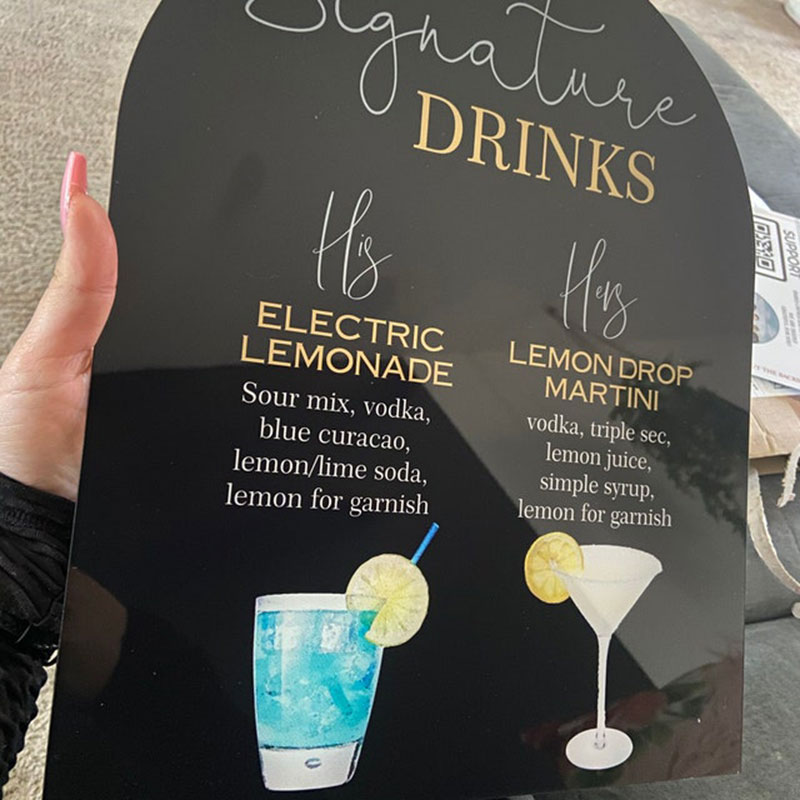 Signature
DRINKS
His
ELECTRIC
LEMONADE
Sour mix, vodka,
blue curacao,
lemon/lime soda,
lemon for garnish
Hers
LEMON DROP
MARTINI
vodka, triple sec,
lemon juice,
simple syrup,
lemon for garnish
SUPPORT